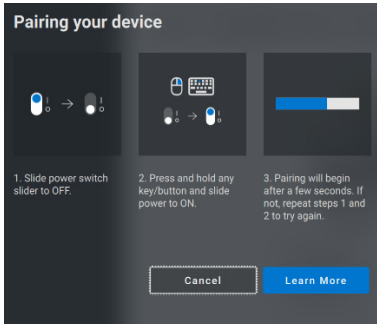 Pairing your device
1. Slide power switch
slider to OFF.
2. Press and hold any
key/button and slide
power to ON.
3. Pairing will begin
after a few seconds. If
not, repeat steps 1 and
2 to try again.
Cancel
Learn More